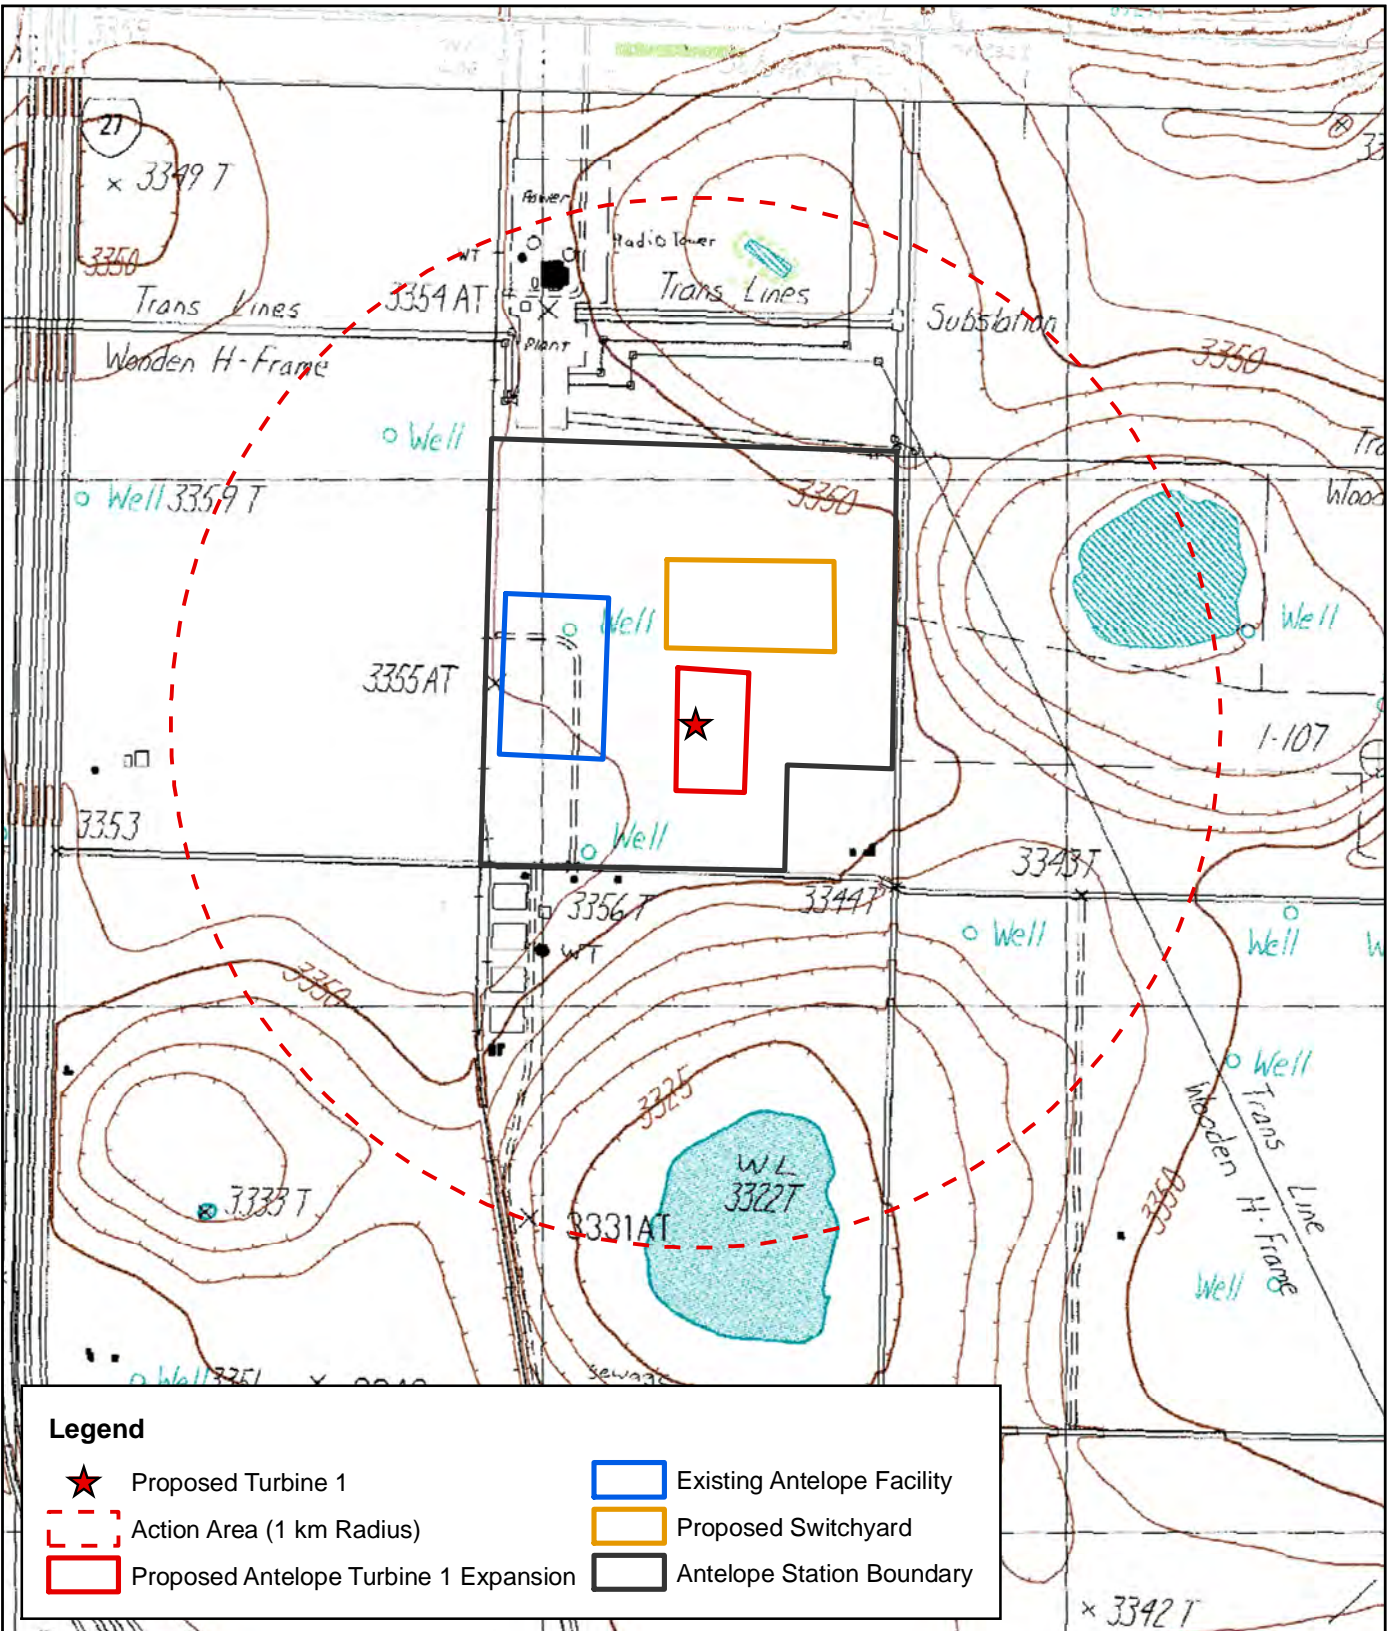 27
3349 T
3350
Power
WT
Radio Tower
3354 AT
Trans Lines
Trans Lines
Substation
Plant
Wooden H-Frame
3350
Well
Well 3359 T
3350
Well
Well
3355 AT
1-107
3353
Well
3343T
3356 T
3344T
WT
Well
Well
3350
Well
3325
Trans Line
Wooden H-Frame
W L
3322T
3350
3333 T
3331AT
Well
Well 3351
sewage
Legend
Proposed Turbine 1
Action Area (1 km Radius)
Proposed Antelope Turbine 1 Expansion
Existing Antelope Facility
Proposed Switchyard
Antelope Station Boundary
3342 T